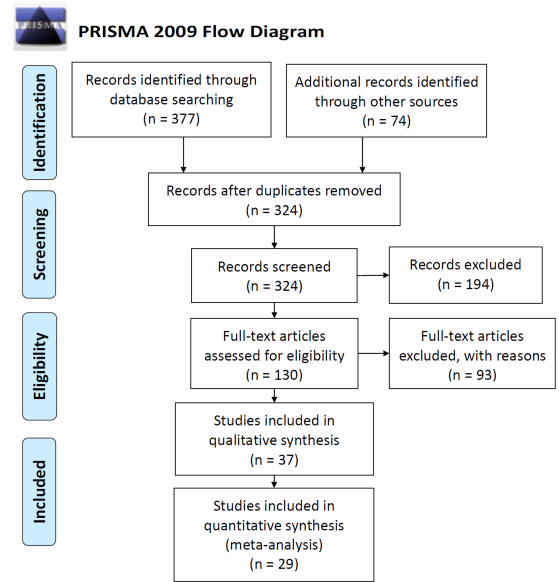 PRISMA
PRISMA 2009 Flow Diagram
Identification
Records identified through
database searching
(n = 377)
Additional records identified
through other sources
(n = 74)
Records after duplicates removed
(n = 324)
Screening
Records screened
(n = 324)
Records excluded
(n = 194)
Eligibility
Full-text articles
assessed for eligibility
(n = 130)
Full-text articles
excluded, with reasons
(n = 93)
Studies included in
qualitative synthesis
(n = 37)
Included
Studies included in
quantitative synthesis
(meta-analysis)
(n = 29)